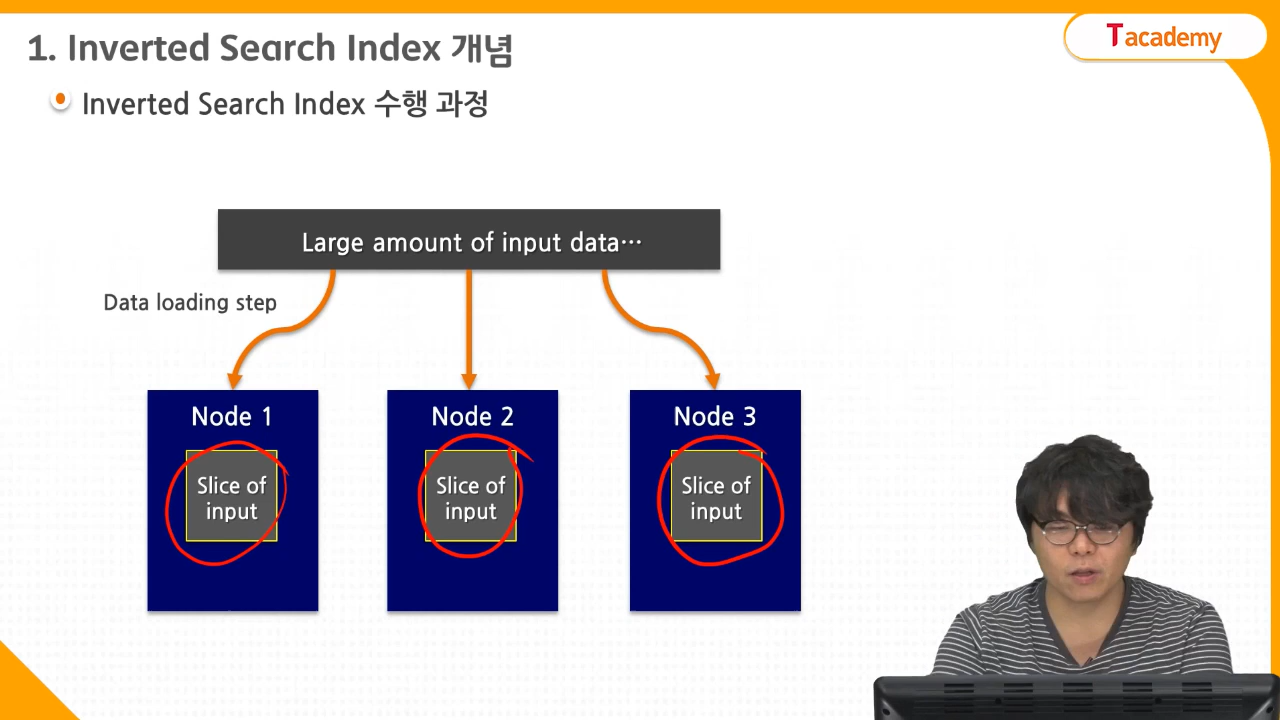 1. Inverted Search Index 개념
T academy
Inverted Search Index 수행 과정
Large amount of input data…
Data loading step
Node 1
Slice of
input
Node 2
Slice of
input
Node 3
Slice of
input